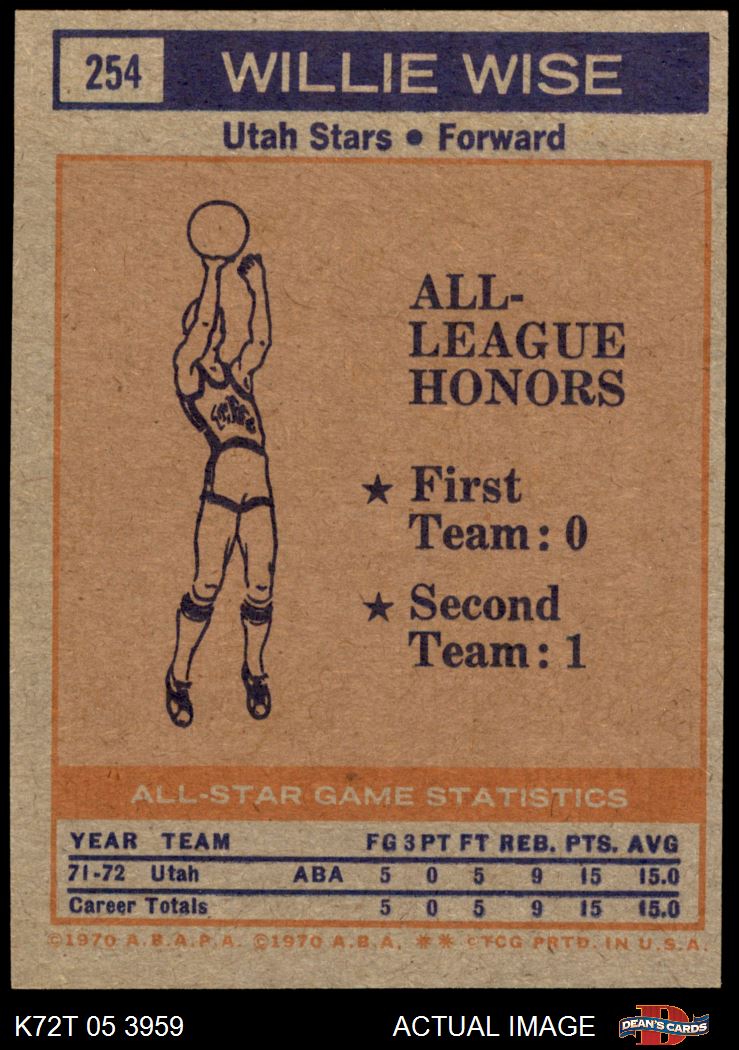 254 WILLIE WISE
Utah Stars • Forward
ALL-
LEAGUE
HONORS
★ First
Team: 0
★ Second
Team: 1
ALL-STAR GAME STATISTICS
YEAR TEAM FG 3PT FT REB. PTS. AVG
71-72 Utah ABA 5 0 5 9 15 15.0
Career Totals 5 0 5 9 15 15.0
©1970 A.B.A.P.A. ©1970 A.B.A. ** ©TCG PRTD. IN U.S.A.
K72T 05 3959 ACTUAL IMAGE D DEAN'S CARDS